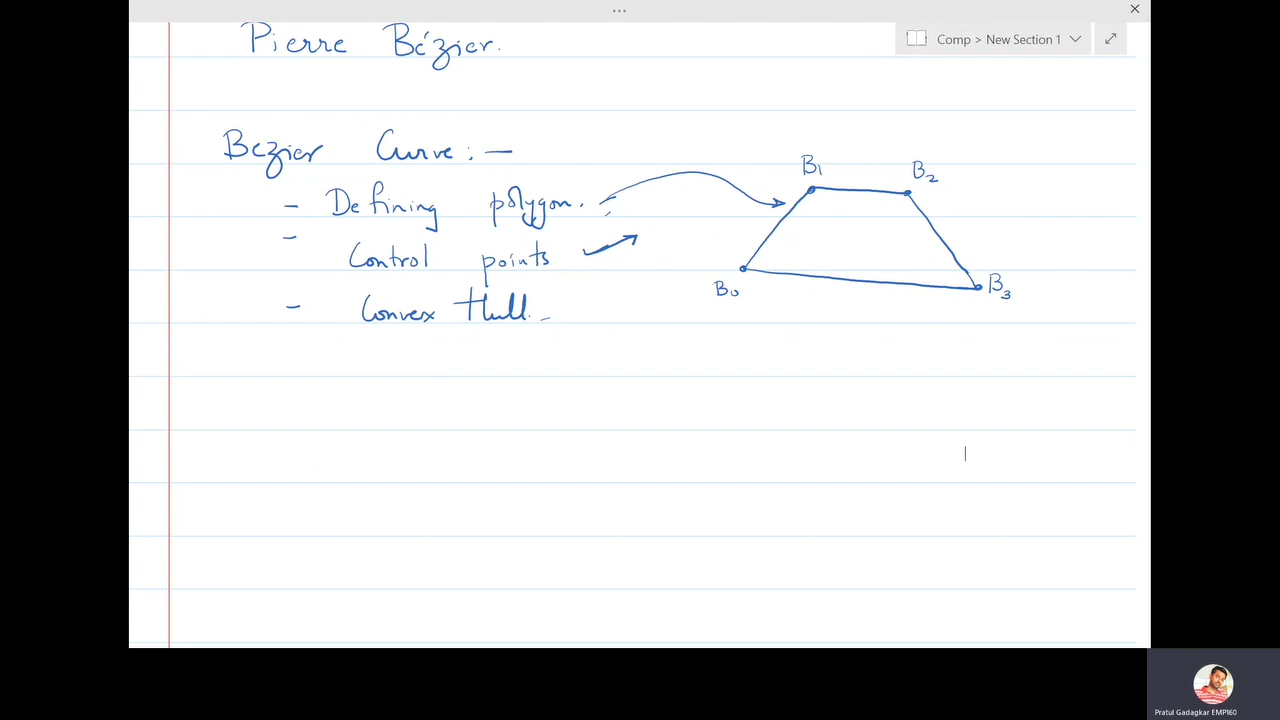 Pierre Bézier.
Comp > New Section 1
Bezier Curve : —
- Defining polygon.
- Control points
- Convex Hull. -
B1
B2
B0
B3
Pratul Gadagkar EMP160